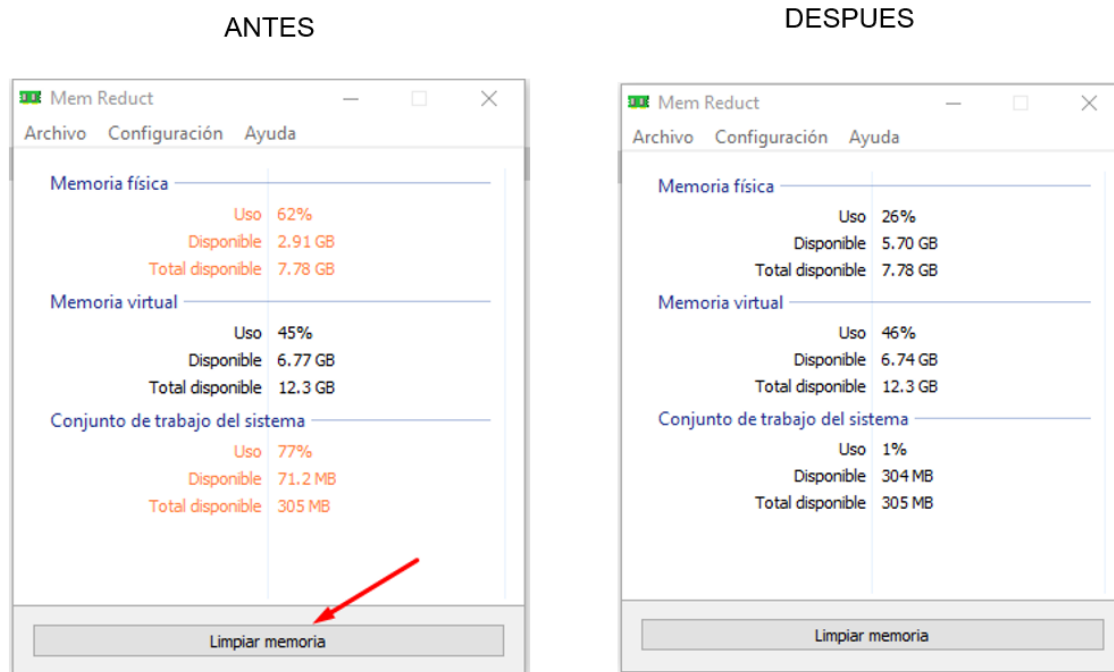 ANTES
Mem Reduct
Archivo Configuración Ayuda
Memoria física
Uso 62%
Disponible 2.91 GB
Total disponible 7.78 GB
Memoria virtual
Uso 45%
Disponible 6.77 GB
Total disponible 12.3 GB
Conjunto de trabajo del sistema
Uso 77%
Disponible 71.2 MB
Total disponible 305 MB
Limpiar memoria
DESPUES
Mem Reduct
Archivo Configuración Ayuda
Memoria física
Uso 26%
Disponible 5.70 GB
Total disponible 7.78 GB
Memoria virtual
Uso 46%
Disponible 6.74 GB
Total disponible 12.3 GB
Conjunto de trabajo del sistema
Uso 1%
Disponible 304 MB
Total disponible 305 MB
Limpiar memoria